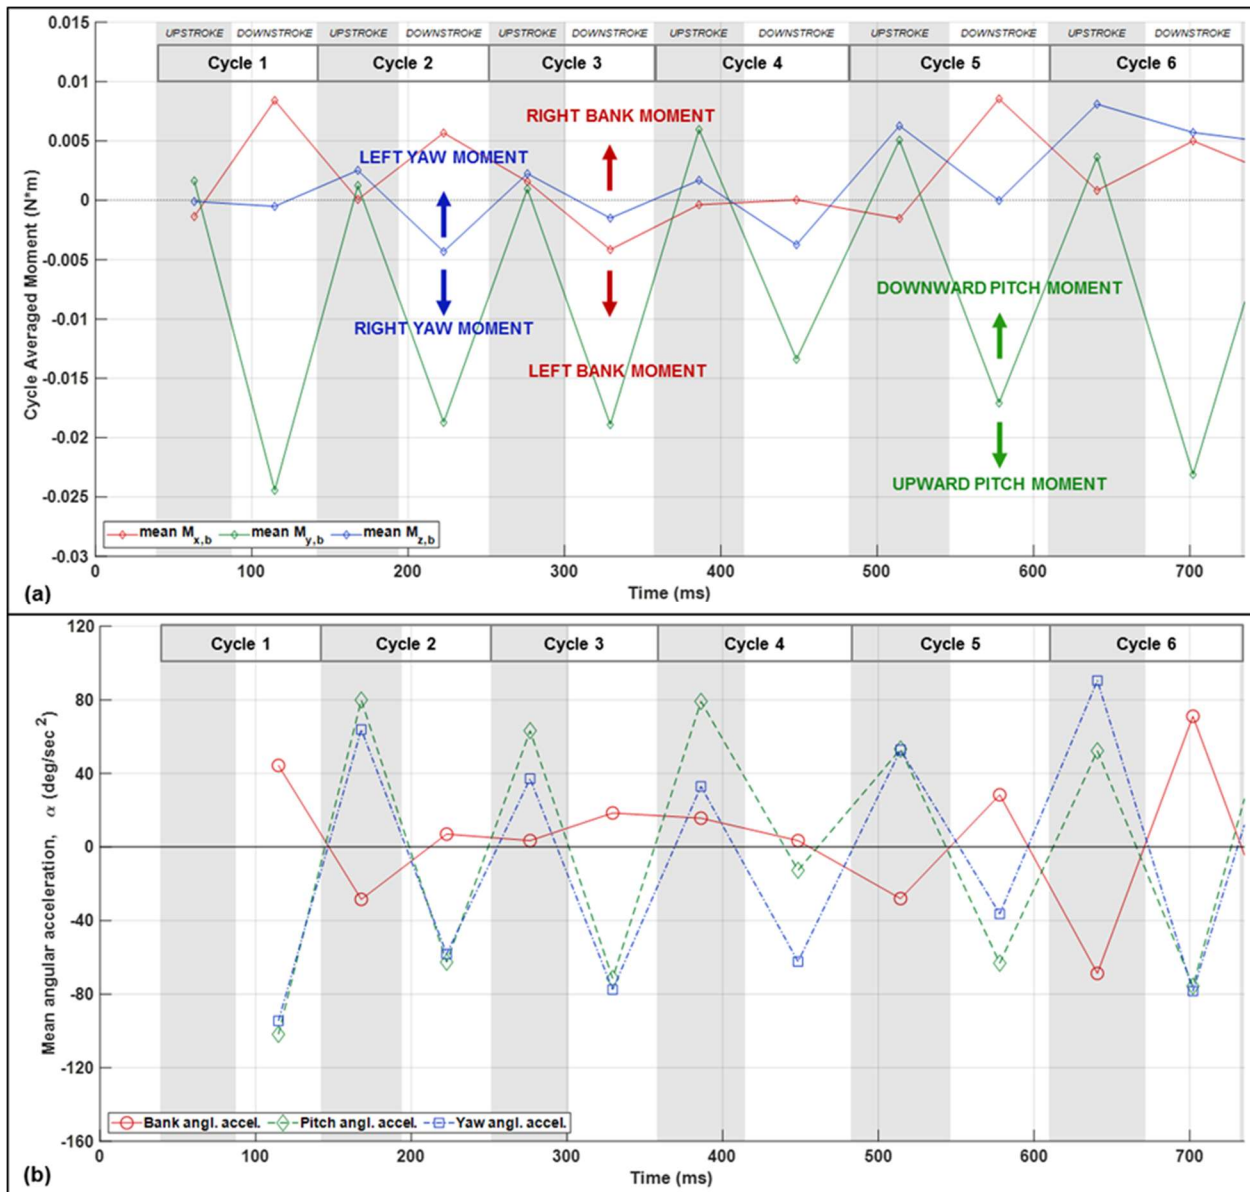 0.015
UPSTROKE DOWNSTROKE UPSTROKE DOWNSTROKE UPSTROKE DOWNSTROKE UPSTROKE DOWNSTROKE UPSTROKE DOWNSTROKE UPSTROKE DOWNSTROKE
Cycle 1 Cycle 2 Cycle 3 Cycle 4 Cycle 5 Cycle 6
0.01
RIGHT BANK MOMENT
0.005
LEFT YAW MOMENT
0
-0.005
DOWNWARD PITCH MOMENT
-0.01
RIGHT YAW MOMENT
LEFT BANK MOMENT
-0.015
-0.02
UPWARD PITCH MOMENT
-0.025
mean M x,b mean M y,b mean M z,b
-0.03
Cycle Averaged Moment (N*m)
0 100 200 300 400 500 600 700
(a) Time (ms)
120
Cycle 1 Cycle 2 Cycle 3 Cycle 4 Cycle 5 Cycle 6
80
40
0
-40
-80
-120
Bank angl. accel. Pitch angl. accel. Yaw angl. accel.
-160
Mean angular acceleration, α (deg/sec 2)
0 100 200 300 400 500 600 700
(b) Time (ms)